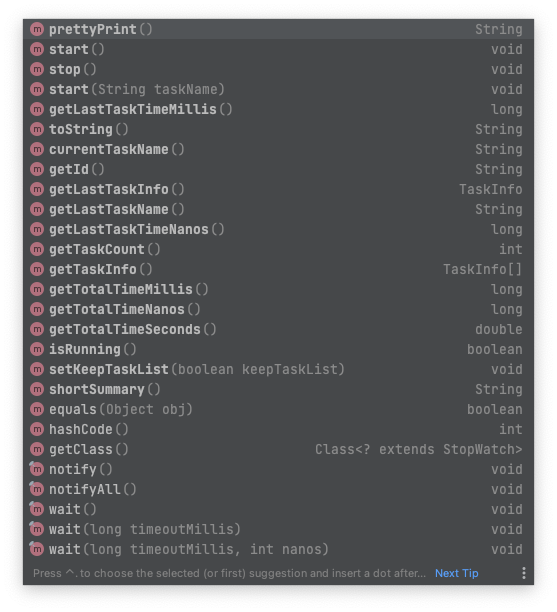 m prettyPrint() String
m start() void
m stop() void
m start(String taskName) void
m getLastTaskTimeMillis() long
m toString() String
m currentTaskName() String
m getId() String
m getLastTaskInfo() TaskInfo
m getLastTaskName() String
m getLastTaskTimeNanos() long
m getTaskCount() int
m getTaskInfo() TaskInfo[]
m getTotalTimeMillis() long
m getTotalTimeNanos() long
m getTotalTimeSeconds() double
m isRunning() boolean
m setKeepTaskList(boolean keepTaskList) void
m shortSummary() String
m equals(Object obj) boolean
m hashCode() int
m getClass() Class<? extends StopWatch>
m notify() void
m notifyAll() void
m wait() void
m wait(long timeoutMillis) void
m wait(long timeoutMillis, int nanos) void
Press ^. to choose the selected (or first) suggestion and insert a dot after... Next Tip